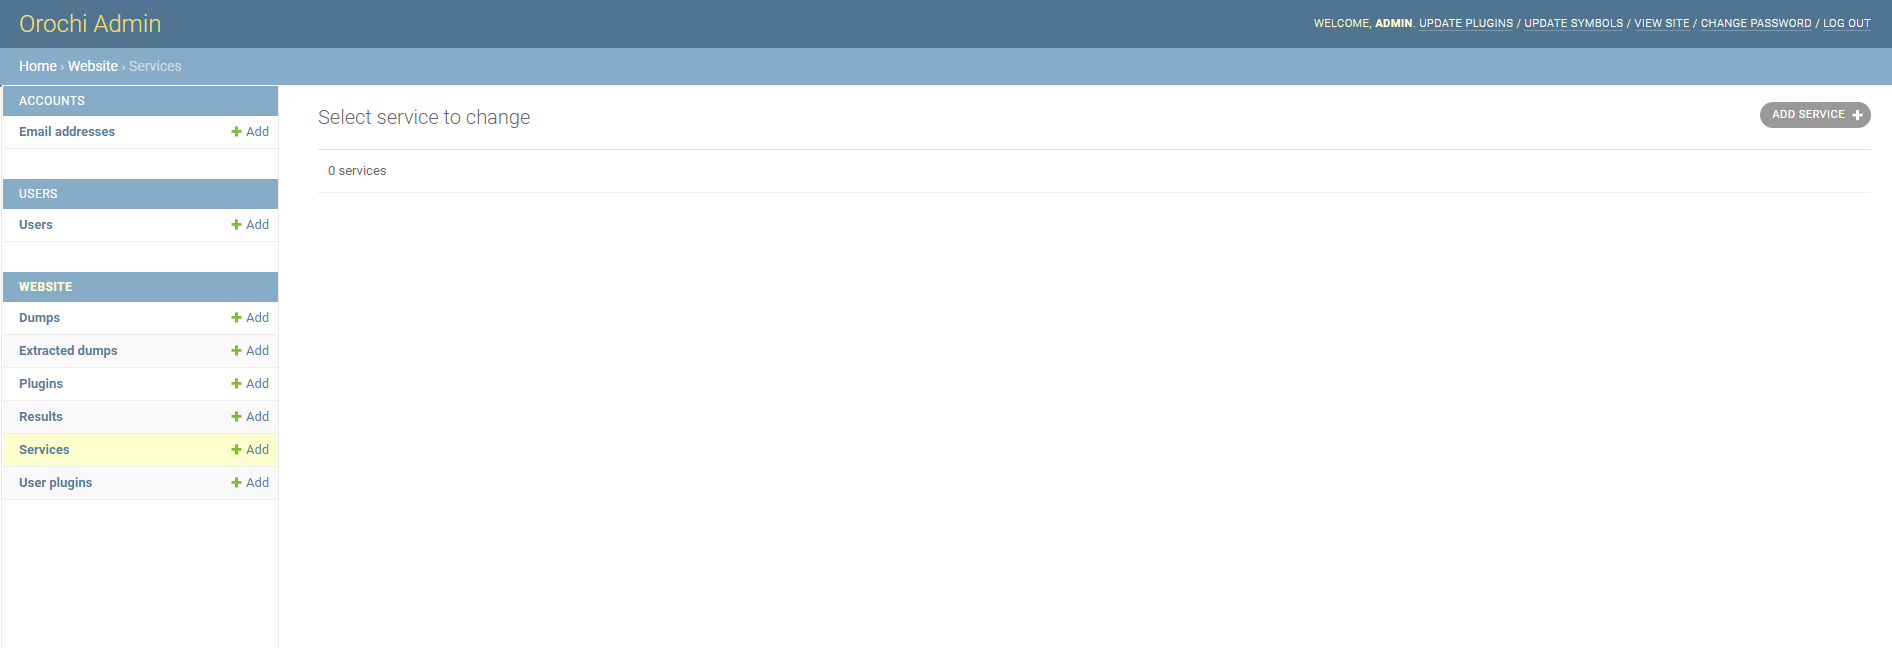 Orochi Admin
WELCOME, ADMIN. UPDATE PLUGINS / UPDATE SYMBOLS / VIEW SITE / CHANGE PASSWORD / LOG OUT
Home › Website › Services
ACCOUNTS
Email addresses Add
USERS
Users Add
WEBSITE
Dumps Add
Extracted dumps Add
Plugins Add
Results Add
Services Add
User plugins Add
Select service to change
ADD SERVICE
0 services